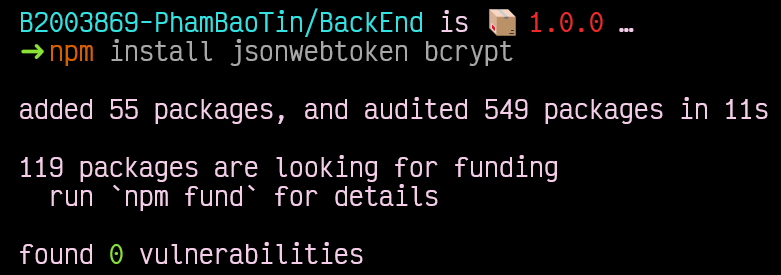 B2003869-PhamBaoTin/BackEnd is 📦 1.0.0 …
➜npm install jsonwebtoken bcrypt
added 55 packages, and audited 549 packages in 11s
119 packages are looking for funding
run `npm fund` for details
found 0 vulnerabilities